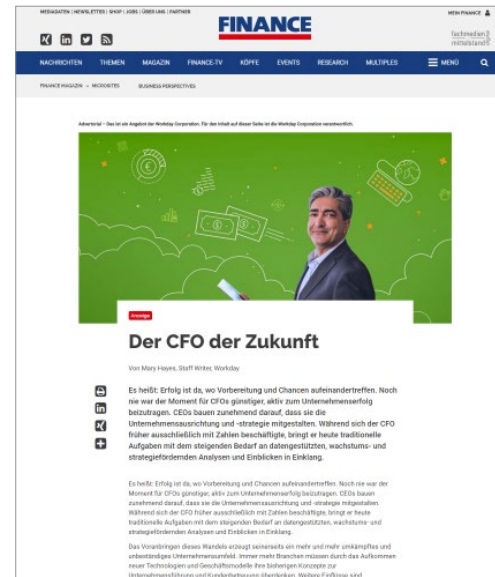 MEDIADATEN | NEWSLETTER | SHOP | JOBS | ÜBER UNS | PARTNER
MEIN FINANCE
FINANCE
fachmedien
mittelstand
NACHRICHTEN THEMEN MAGAZIN FINANCE-TV KÖPFE EVENTS RESEARCH MULTIPLES MENÜ
FINANCE MAGAZIN MICROSITES BUSINESS PERSPECTIVES
Advertorial – Das ist ein Angebot der Workday Corporation. Für den Inhalt auf dieser Seite ist die Workday Corporation verantwortlich.
Anzeige
Der CFO der Zukunft
Von Mary Hayes, Staff Writer, Workday
Es heißt: Erfolg ist da, wo Vorbereitung und Chancen aufeinandertreffen. Noch
nie war der Moment für CFOs günstiger, aktiv zum Unternehmenserfolg
beizutragen. CEOs bauen zunehmend darauf, dass sie die
Unternehmensausrichtung und -strategie mitgestalten. Während sich der CFO
früher ausschließlich mit Zahlen beschäftigte, bringt er heute traditionelle
Aufgaben mit dem steigenden Bedarf an datengestützten, wachstums- und
strategiefördernden Analysen und Einblicken in Einklang.
Es heißt: Erfolg ist da, wo Vorbereitung und Chancen aufeinandertreffen. Noch nie war der
Moment für CFOs günstiger, aktiv zum Unternehmenserfolg beizutragen. CEOs bauen
zunehmend darauf, dass sie die Unternehmensausrichtung und -strategie mitgestalten.
Während sich der CFO früher ausschließlich mit Zahlen beschäftigte, bringt er heute
traditionelle Aufgaben mit dem steigenden Bedarf an datengestützten, wachstums- und
strategiefördernden Analysen und Einblicken in Einklang.
Das Voranbringen dieses Wandels erzeugt seinerseits ein mehr und mehr umkämpftes und
unbeständiges Unternehmensumfeld. Immer mehr Branchen müssen durch das Aufkommen
neuer Technologien und Geschäftsmodelle ihre bisherigen Konzepte zur
Unternehmensführung und Kundenbetreuung überdenken. Weitere Einflüsse sind